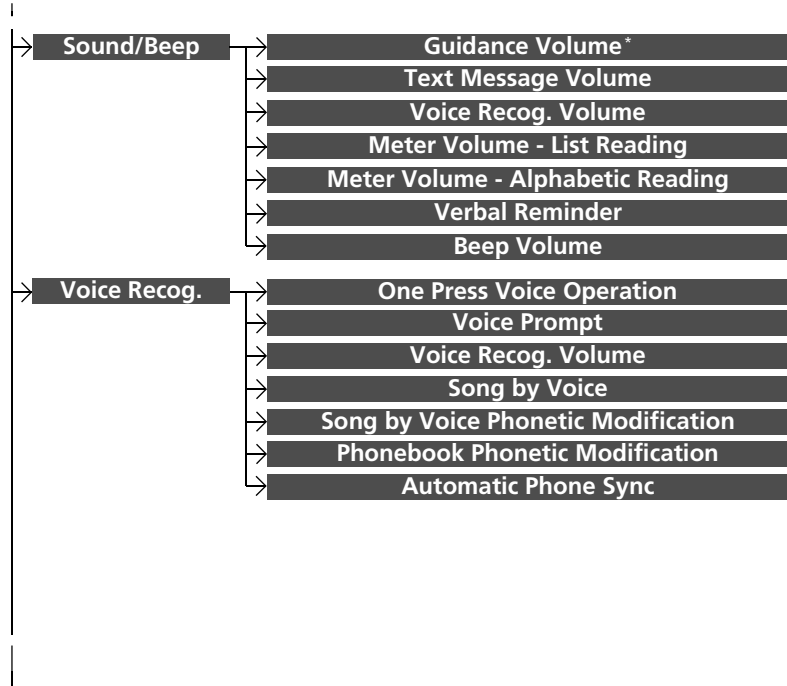 Sound/Beep
Guidance Volume*
Text Message Volume
Voice Recog. Volume
Meter Volume - List Reading
Meter Volume - Alphabetic Reading
Verbal Reminder
Beep Volume
Voice Recog.
One Press Voice Operation
Voice Prompt
Voice Recog. Volume
Song by Voice
Song by Voice Phonetic Modification
Phonebook Phonetic Modification
Automatic Phone Sync